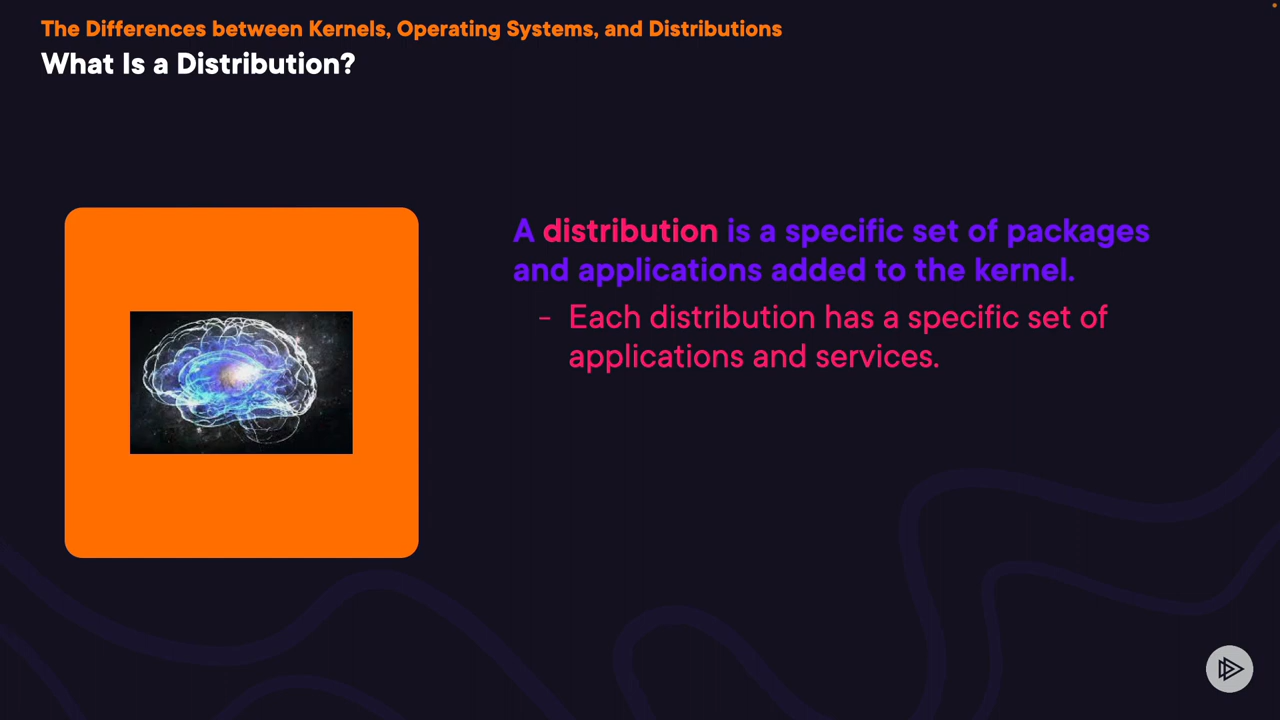 The Differences between Kernels, Operating Systems, and Distributions
What Is a Distribution?
A distribution is a specific set of packages
and applications added to the kernel.
- Each distribution has a specific set of
applications and services.